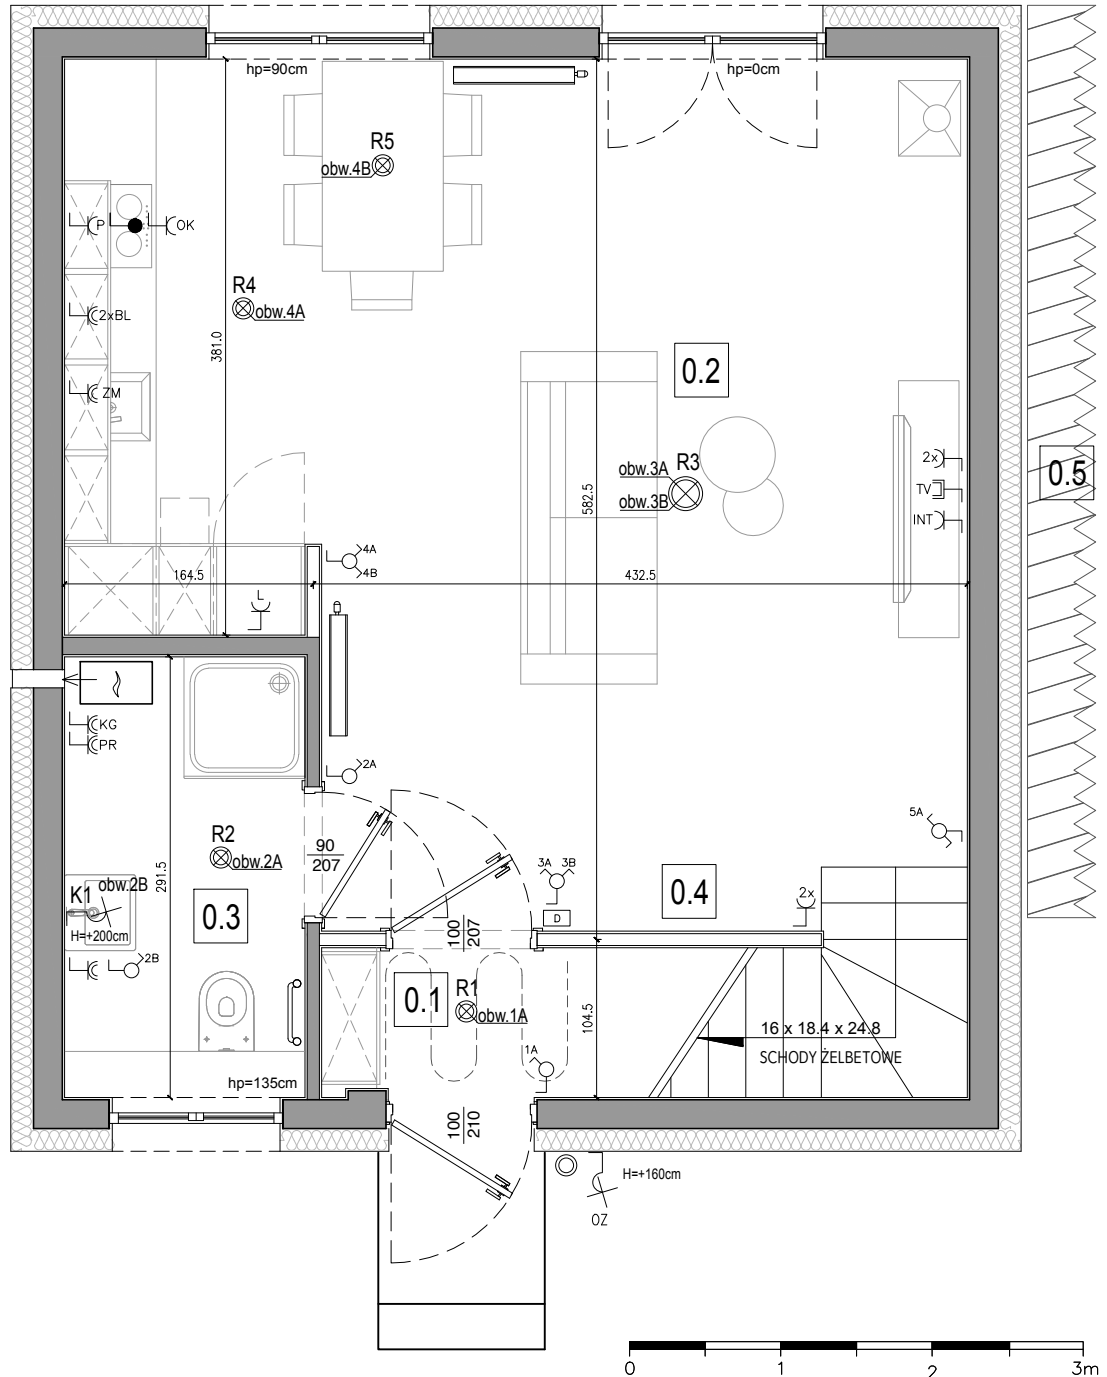 hp=90cm
hp=0cm
R5
obw.4B
P
OK
R4
obw.4A
2xBL
381.0
0.2
ZM
obw.3A
R3
obw.3B
582.5
2x
TV
INT
0.5
4A
4B
164.5
432.5
L
KG
PR
2A
R2
obw.2A
90
207
5A
291.5
K1
obw.2B
H=+200cm
0.3
3A
3B
D
0.4
2x
100
207
2B
0.1
R1
obw.1A
104.5
16 x 18.4 x 24.8
SCHODY ŻELBETOWE
1A
hp=135cm
100
210
H=+160cm
OZ
0
1
2
3m